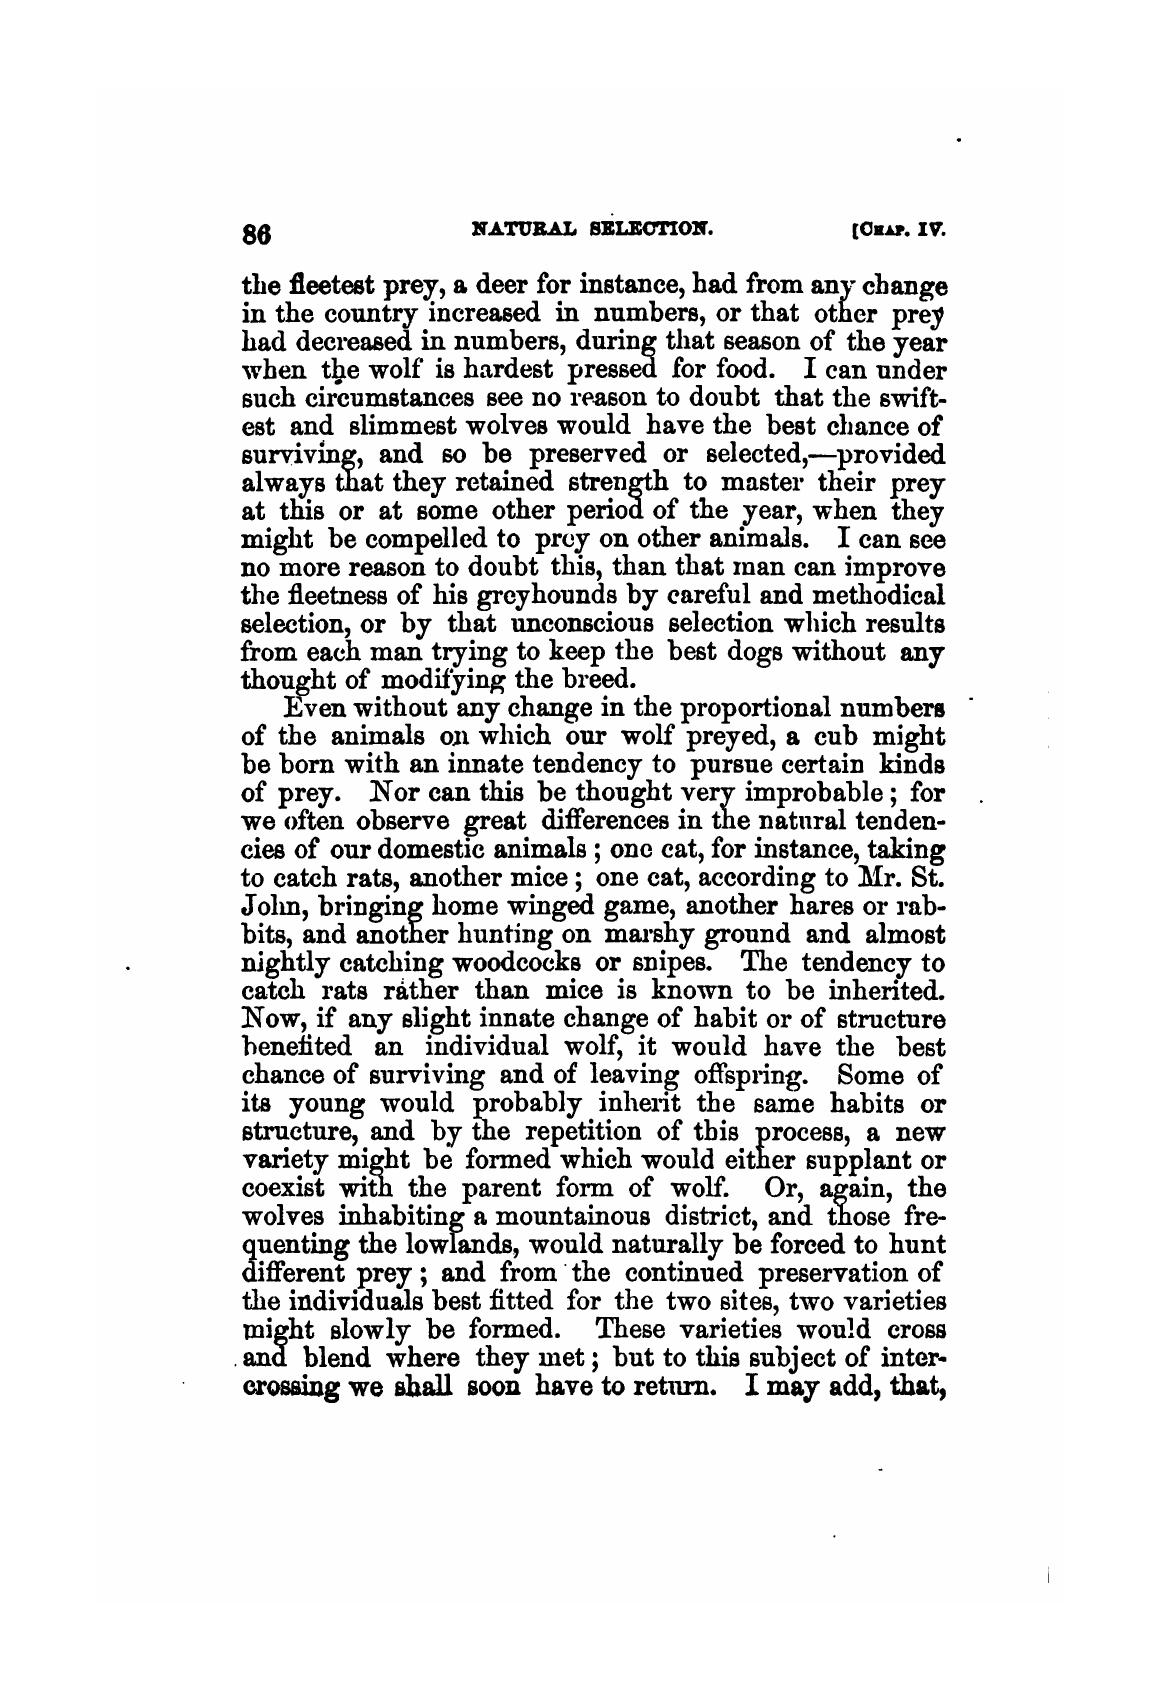 86 NATURAL SELECTION. [CHAP. IV.
the fleetest prey, a deer for instance, had from any change
in the country increased in numbers, or that other prey
had decreased in numbers, during that season of the year
when the wolf is hardest pressed for food. I can under
such circumstances see no reason to doubt that the swift-
est and slimmest wolves would have the best chance of
surviving, and so be preserved or selected,—provided
always that they retained strength to master their prey
at this or at some other period of the year, when they
might be compelled to prey on other animals. I can see
no more reason to doubt this, than that man can improve
the fleetness of his greyhounds by careful and methodical
selection, or by that unconscious selection which results
from each man trying to keep the best dogs without any
thought of modifying the breed.
Even without any change in the proportional numbers
of the animals on which our wolf preyed, a cub might
be born with an innate tendency to pursue certain kinds
of prey. Nor can this be thought very improbable; for
we often observe great differences in the natural tenden-
cies of our domestic animals; one cat, for instance, taking
to catch rats, another mice; one cat, according to Mr. St.
John, bringing home winged game, another hares or rab-
bits, and another hunting on marshy ground and almost
nightly catching woodcocks or snipes. The tendency to
catch rats rather than mice is known to be inherited.
Now, if any slight innate change of habit or of structure
benefited an individual wolf, it would have the best
chance of surviving and of leaving offspring. Some of
its young would probably inherit the same habits or
structure, and by the repetition of this process, a new
variety might be formed which would either supplant or
coexist with the parent form of wolf. Or, again, the
wolves inhabiting a mountainous district, and those fre-
quenting the lowlands, would naturally be forced to hunt
different prey; and from the continued preservation of
the individuals best fitted for the two sites, two varieties
might slowly be formed. These varieties would cross
and blend where they met; but to this subject of inter-
crossing we shall soon have to return. I may add, that,